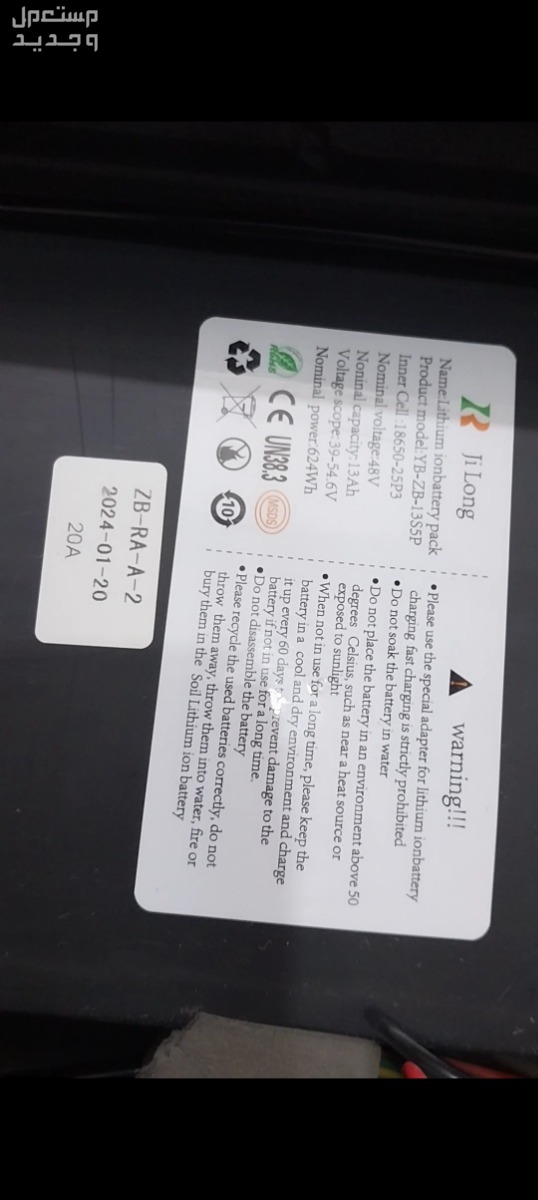 مستعمل
وجديد
Ji Long
Name:Lithium ionbattery pack
Product model:YB-ZB-13S5P
Inner Cell :18650-25P3
Nominal voltage:48V
Noninal capacity:13Ah
Voltage scope:39-54.6V
Nominal power:624Wh
RoHS
CE UN38.3 MSDS
10
warning!!!
•Please use the special adapter for lithium ionbattery
charging fast charging is strictly prohibited
•Do not soak the battery in water
•Do not place the battery in an environment above 50
degrees Celsius, such as near a heat source or
exposed to sunlight
•When not in use for a long time, please keep the
battery in a cool and dry environment and charge
it up every 60 days prevent damage to the
battery if not in use for a long time.
•Do not disassemble the battery
•Please recycle the used batteries correctly, do not
throw them away, throw them into water, fire or
bury them in the Soil Lithium ion battery
ZB-RA-A-2
2024-01-20
20A